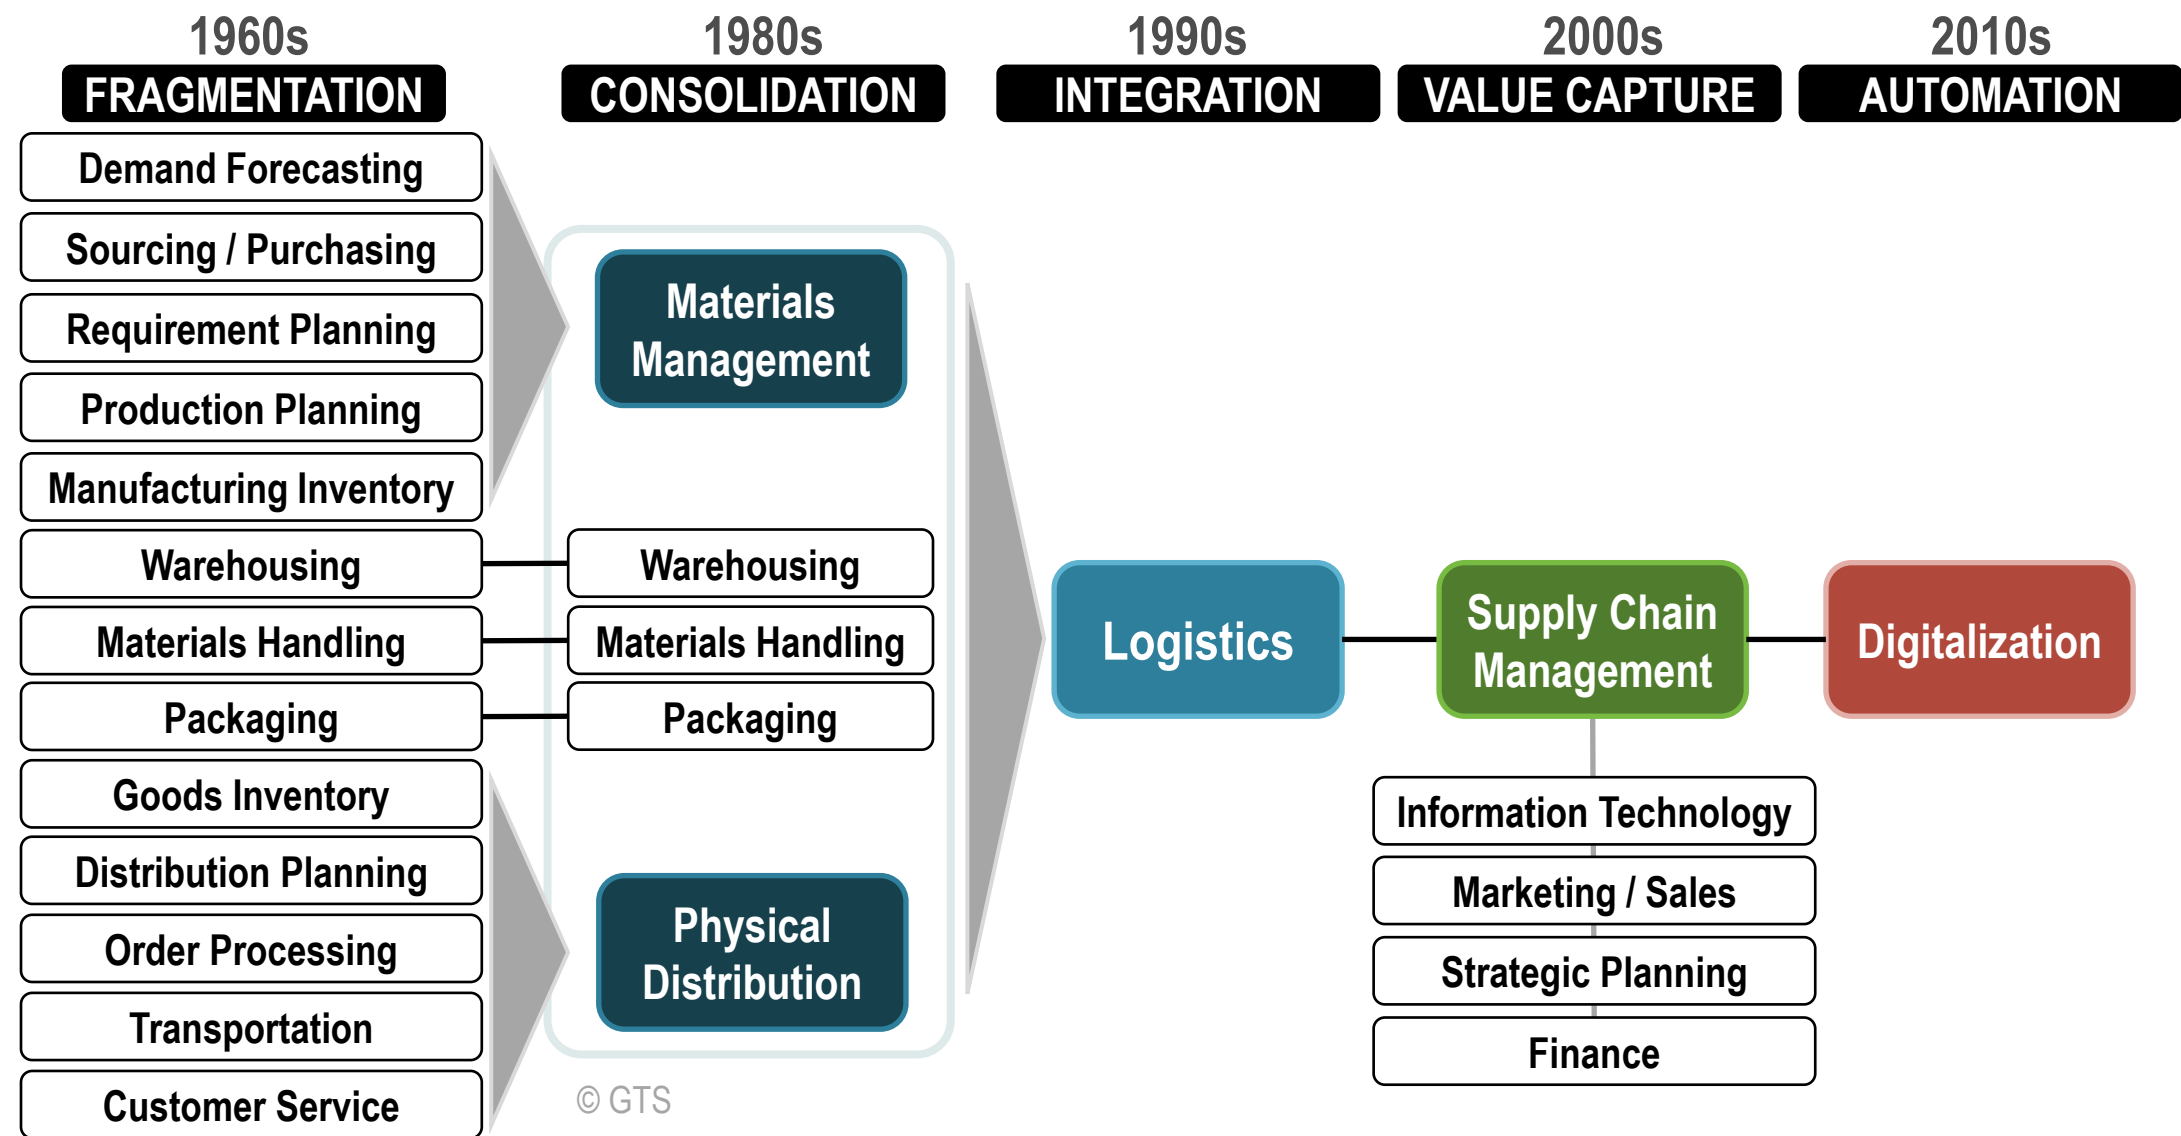 1960s
FRAGMENTATION
Demand Forecasting
Sourcing / Purchasing
Requirement Planning
Production Planning
Manufacturing Inventory
Warehousing
Materials Handling
Packaging
Goods Inventory
Distribution Planning
Order Processing
Transportation
Customer Service
1980s
CONSOLIDATION
Materials
Management
Warehousing
Materials Handling
Packaging
Physical
Distribution
© GTS
1990s
INTEGRATION
Logistics
2000s
VALUE CAPTURE
Supply Chain
Management
Information Technology
Marketing / Sales
Strategic Planning
Finance
2010s
AUTOMATION
Digitalization